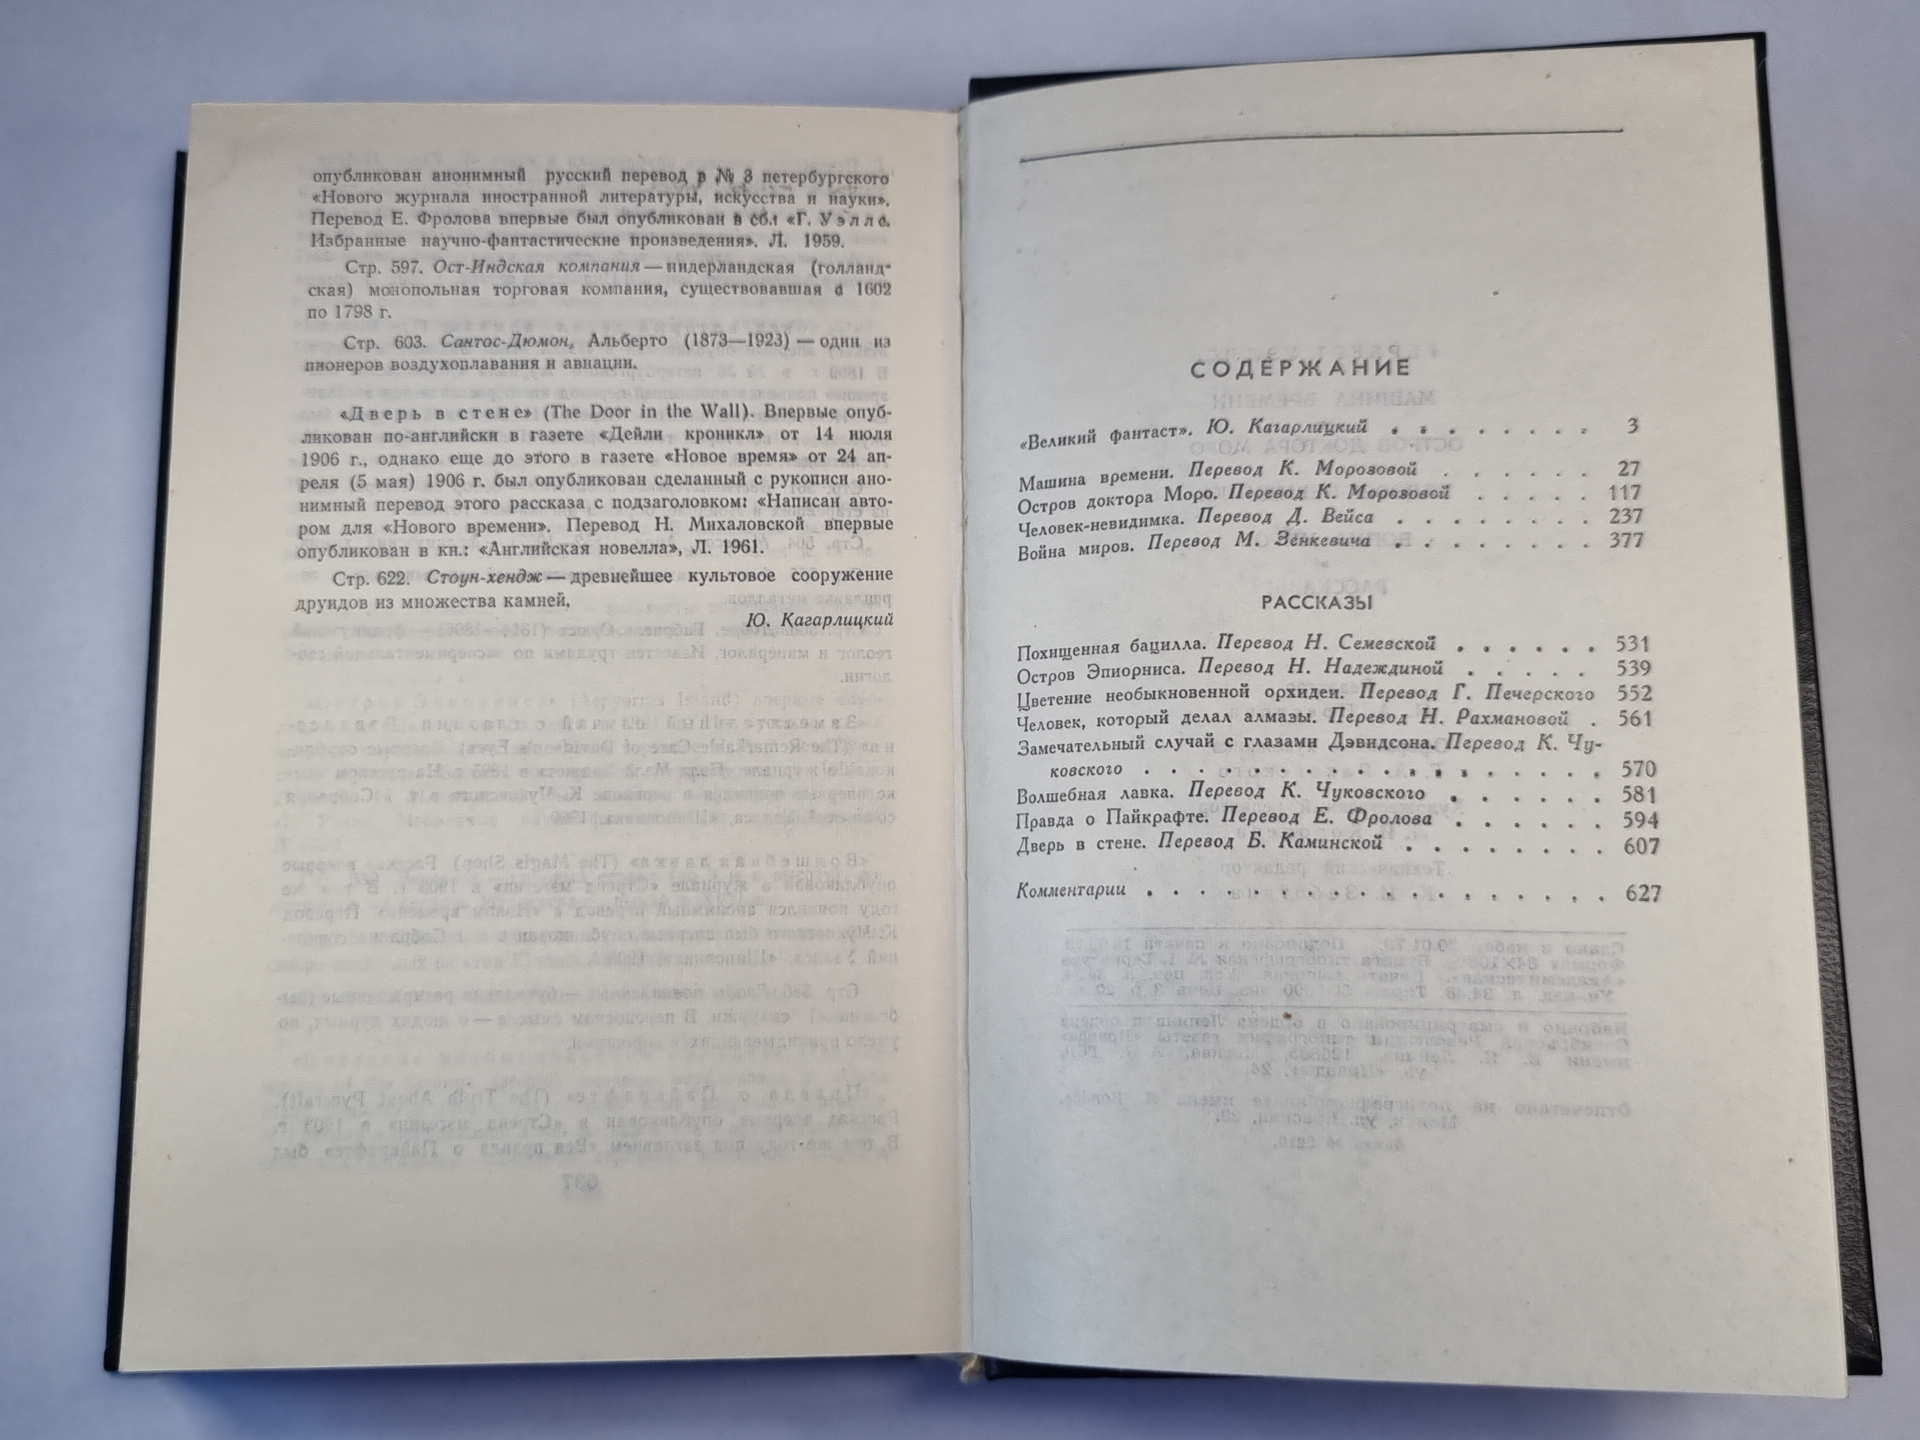 опубликован анонимный русский перевод в № 3 петербургского
«Нового журнала иностранной литературы, искусства и науки».
Перевод Е. Фролова впервые был опубликован в сб.: «Г. Уэллс.
Избранные научно-фантастические произведения». Л. 1959.
Стр. 597. Ост-Индская компания — нидерландская (голланд-
ская) монопольная торговая компания, существовавшая с 1602
по 1798 г.
Стр. 603. Сантос-Дюмон, Альберто (1873—1923) — один из
пионеров воздухоплавания и авиации.
«Дверь в стене» (The Door in the Wall). Впервые опуб-
ликован по-английски в газете «Дейли кроникл» от 14 июля
1906 г., однако еще до этого в газете «Новое время» от 24 ап-
реля (5 мая) 1906 г. был опубликован сделанный с рукописи ано-
нимный перевод этого рассказа с подзаголовком: «Написан авто-
ром для «Нового времени». Перевод Н. Михаловской впервые
опубликован в кн.: «Английская новелла», Л. 1961.
Стр. 622. Стоун-хендж — древнейшее культовое сооружение
друидов из множества камней.
Ю. Кагарлицкий
СОДЕРЖАНИЕ
«Великий фантаст». Ю. Кагарлицкий . . . . . . . . 3
Машина времени. Перевод К. Морозовой . . . . . . 27
Остров доктора Моро. Перевод К. Морозовой . . . . . 117
Человек-невидимка. Перевод Д. Вейса . . . . . . . . 237
Война миров. Перевод М. Зенкевича . . . . . . . . 377
РАССКАЗЫ
Похищенная бацилла. Перевод Н. Семевской . . . . . . 531
Остров Эпиорниса. Перевод Н. Надеждиной . . . . . 539
Цветение необыкновенной орхидеи. Перевод Г. Печерского 552
Человек, который делал алмазы. Перевод Н. Рахмановой . 561
Замечательный случай с глазами Дэвидсона. Перевод К. Чу-
ковского . . . . . . . . . . . . . . . . . . 570
Волшебная лавка. Перевод К. Чуковского . . . . . . 581
Правда о Пайкрафте. Перевод Е. Фролова . . . . . . 594
Дверь в стене. Перевод Б. Каминской . . . . . . . . 607
Комментарии . . . . . . . . . . . . . . . . . . 627